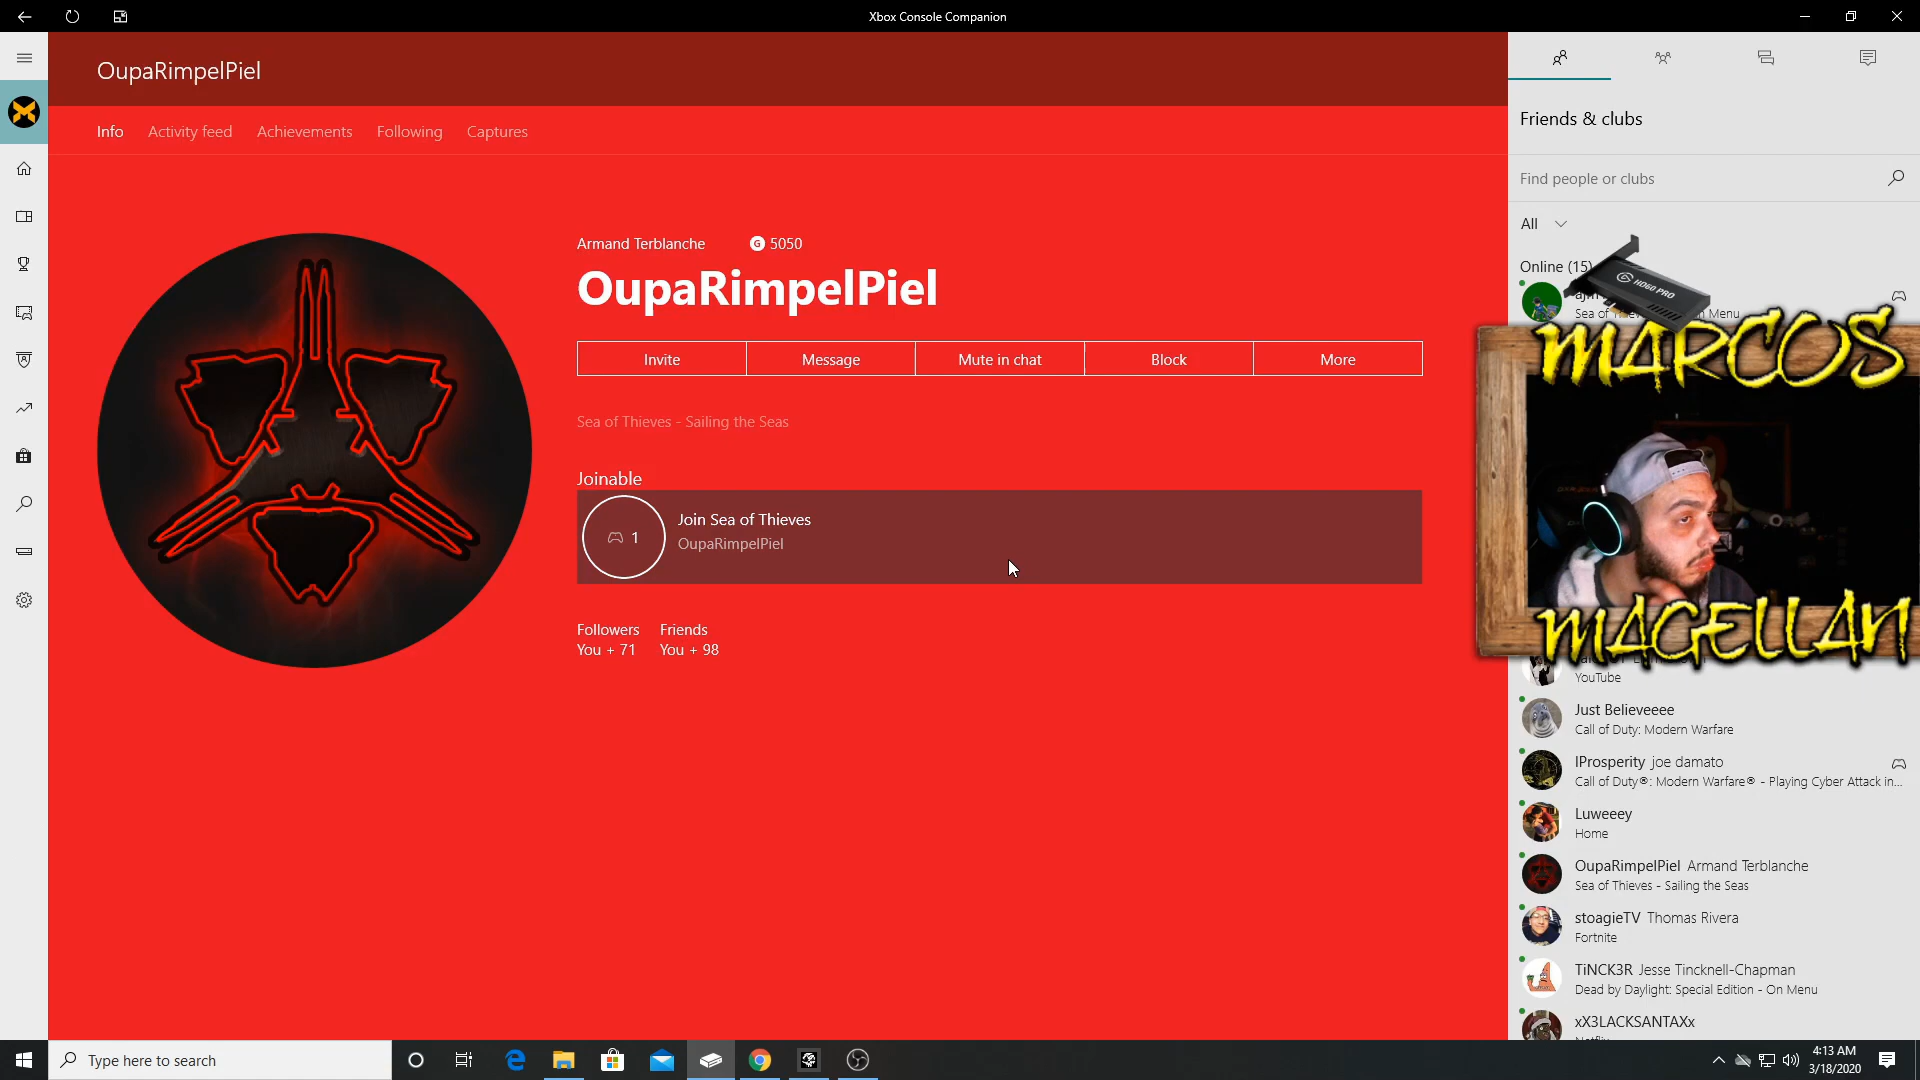 Xbox Console Companion
OupaRimpelPiel
Info Activity feed Achievements Following Captures
Armand Terblanche
G 5050
OupaRimpelPiel
Invite Message Mute in chat Block More
Sea of Thieves - Sailing the Seas
Joinable
1
Join Sea of Thieves
OupaRimpelPiel
Followers Friends
You + 71 You + 98
Friends & clubs
Find people or clubs
All
Online (15)
HD60 PRO
Menu
MARCOS
MAGELLAN
YouTube
Just Believeeee
Call of Duty: Modern Warfare
IProsperity joe damato
Call of Duty®: Modern Warfare® - Playing Cyber Attack in...
Luweeey
Home
OupaRimpelPiel Armand Terblanche
Sea of Thieves - Sailing the Seas
stoagieTV Thomas Rivera
Fortnite
TiNCK3R Jesse Tincknell-Chapman
Dead by Daylight: Special Edition - On Menu
xX3LACKSANTAXx
Type here to search
4:13 AM
3/18/2020